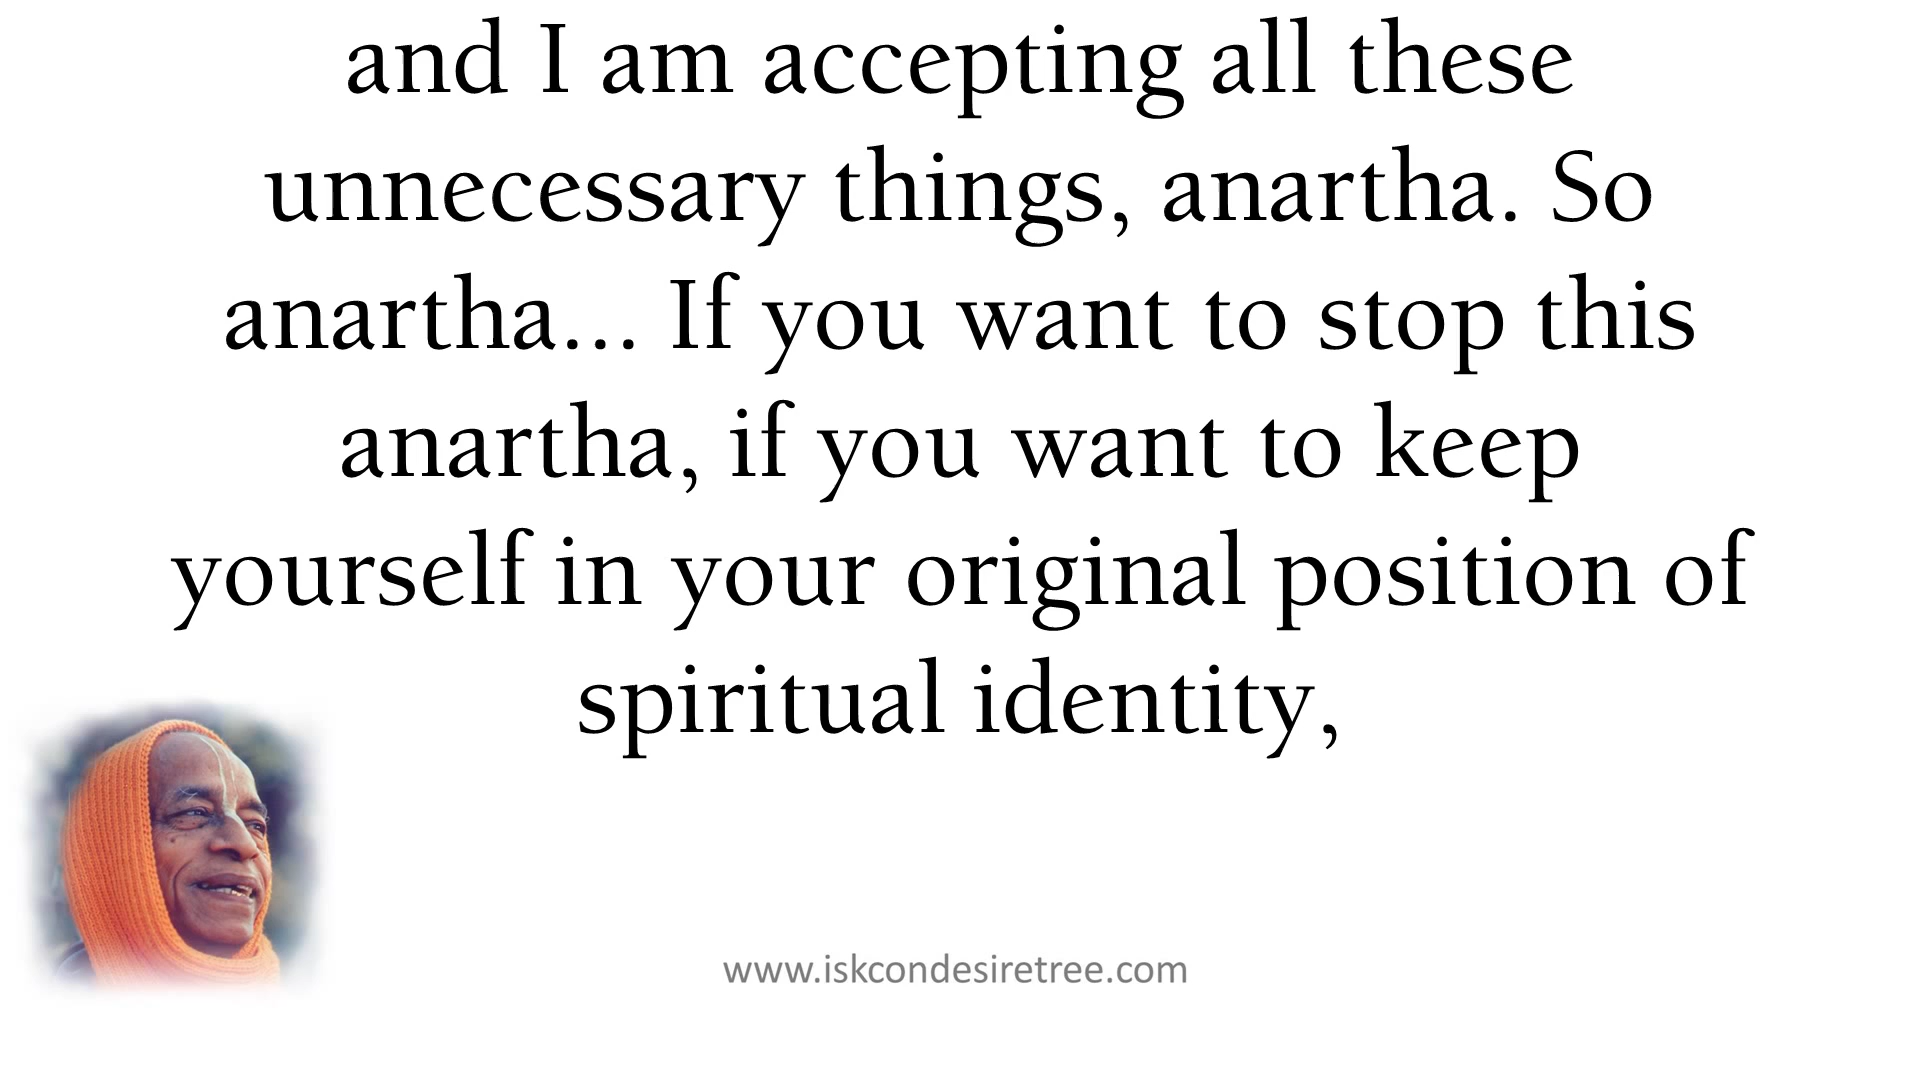 and I am accepting all these
unnecessary things, anartha. So
anartha... If you want to stop this
anartha, if you want to keep
yourself in your original position of
spiritual identity,
www.iskcondesiretree.com